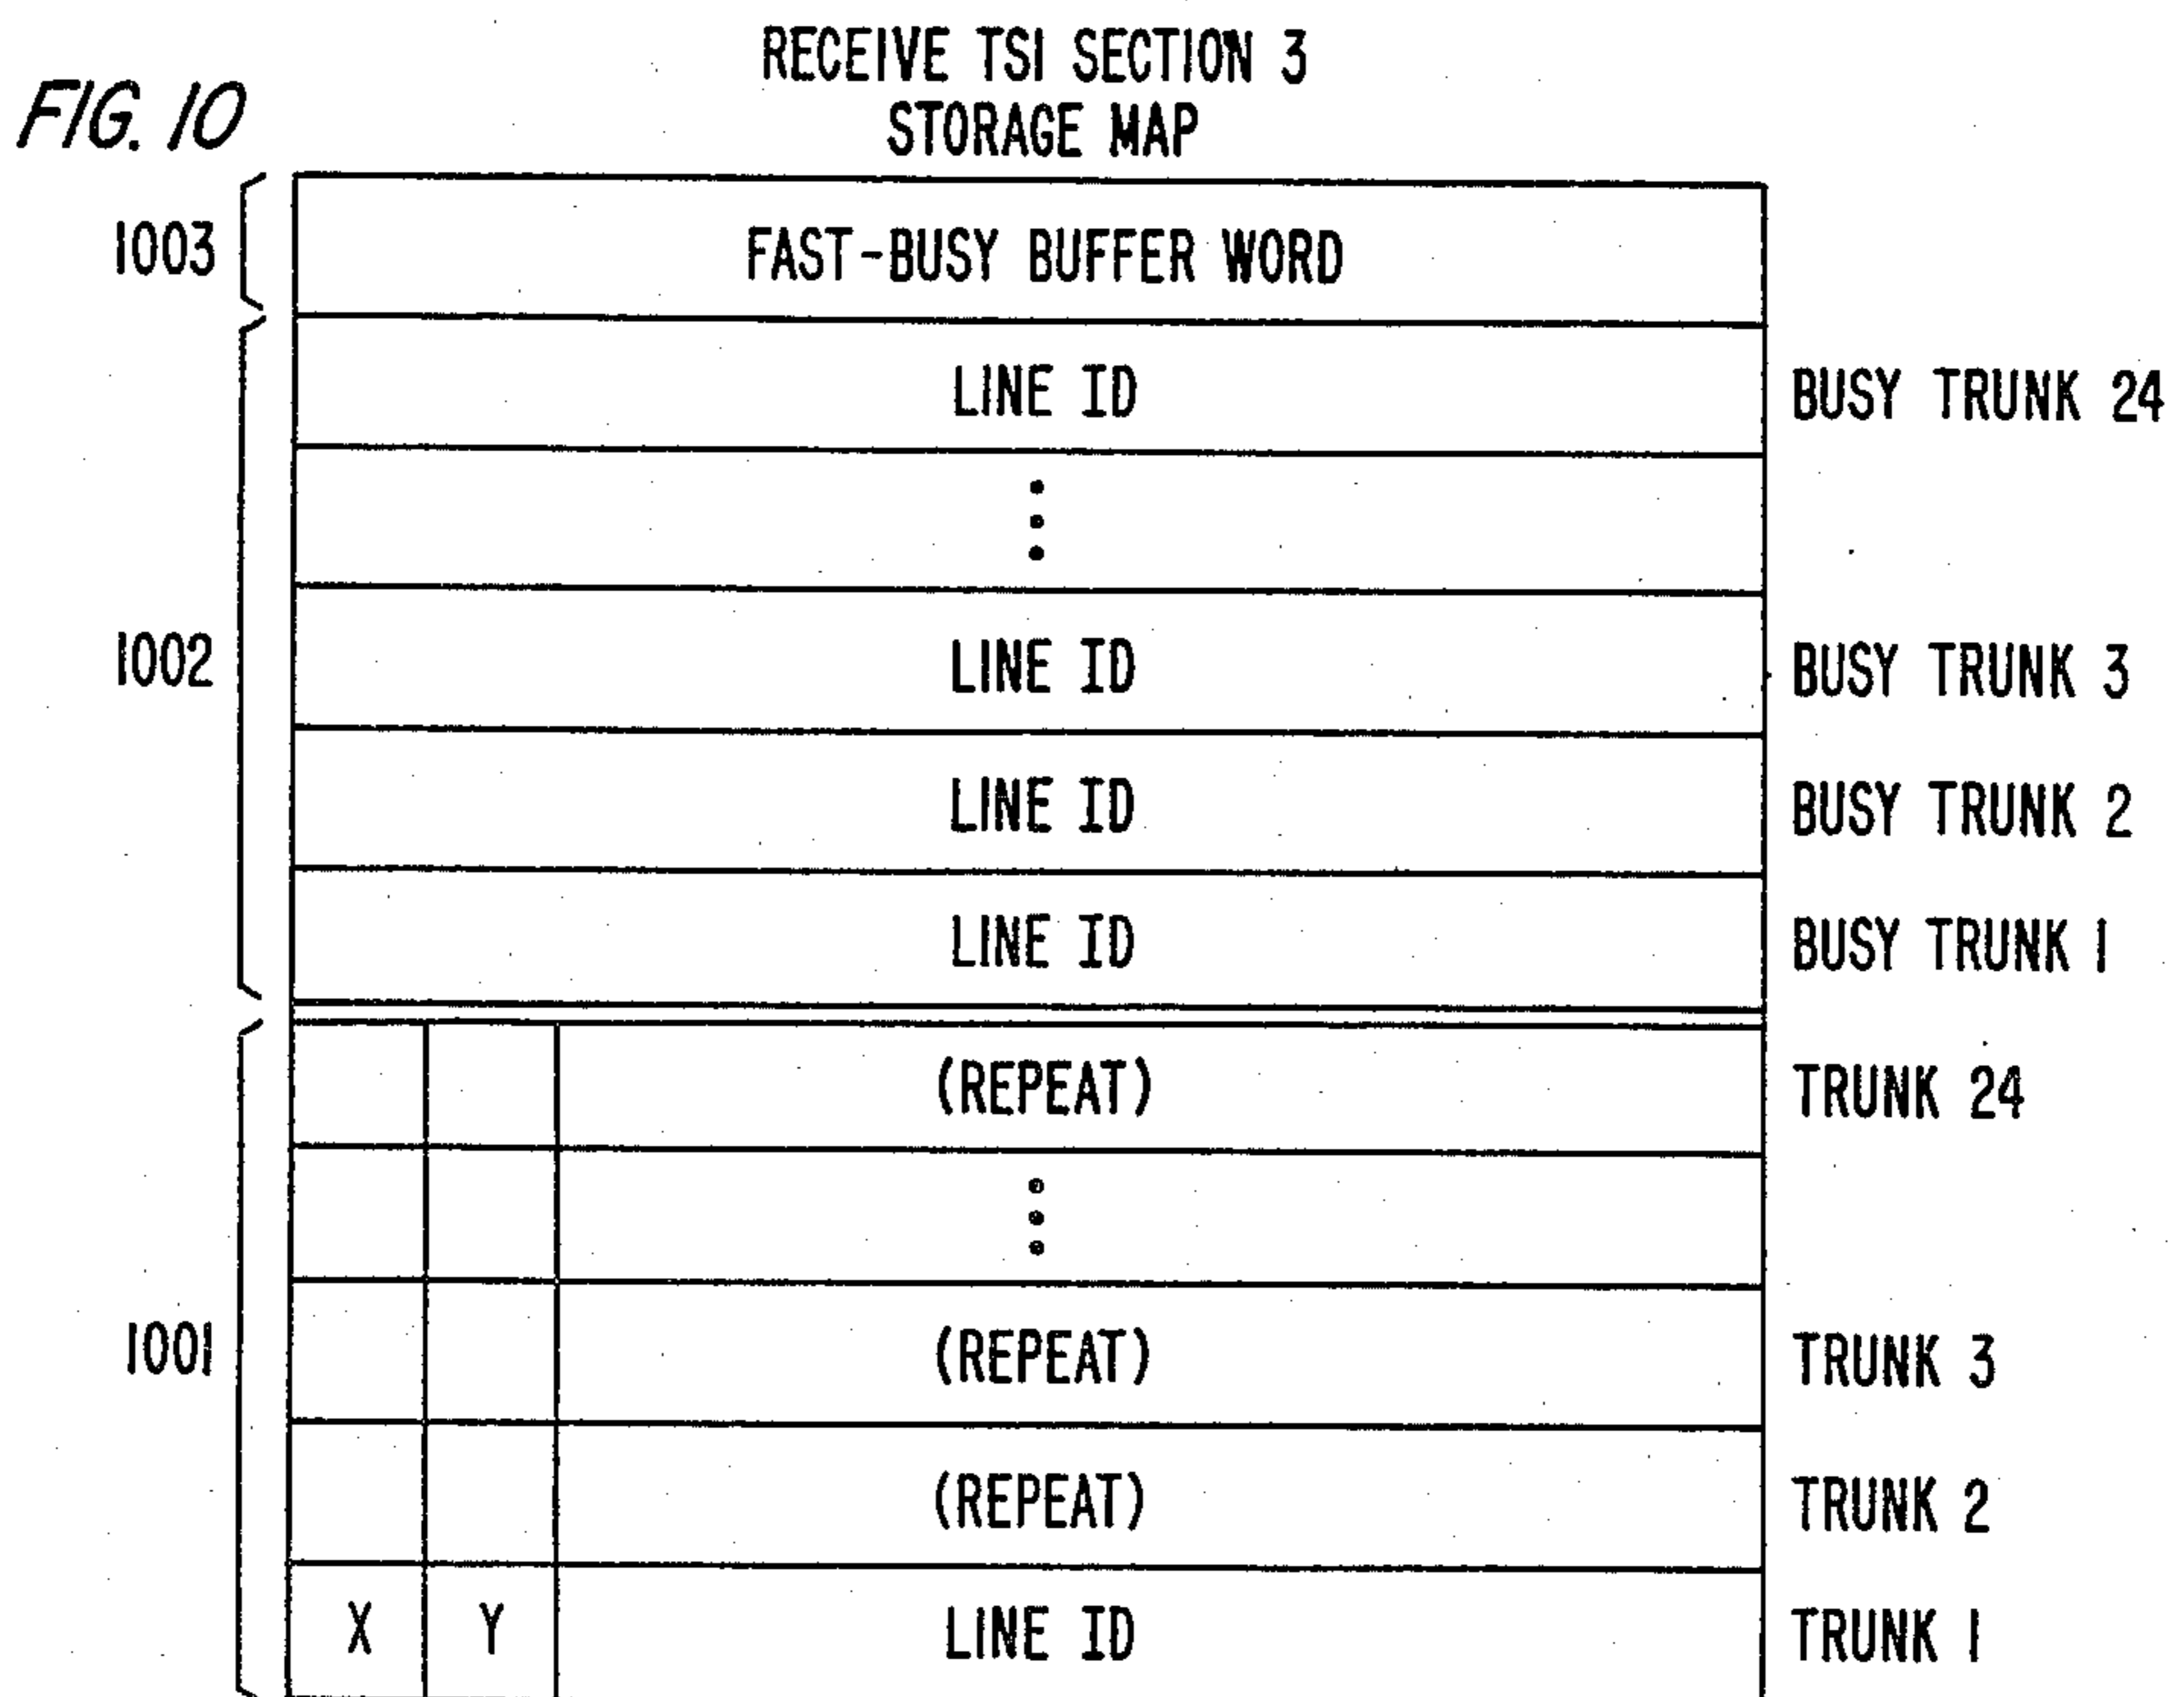 FIG. 10
RECEIVE TSI SECTION 3
STORAGE MAP
1003
FAST-BUSY BUFFER WORD
LINE ID
BUSY TRUNK 24
1002
LINE ID
BUSY TRUNK 3
LINE ID
BUSY TRUNK 2
LINE ID
BUSY TRUNK 1
(REPEAT)
TRUNK 24
1001
(REPEAT)
TRUNK 3
(REPEAT)
TRUNK 2
X
Y
LINE ID
TRUNK 1